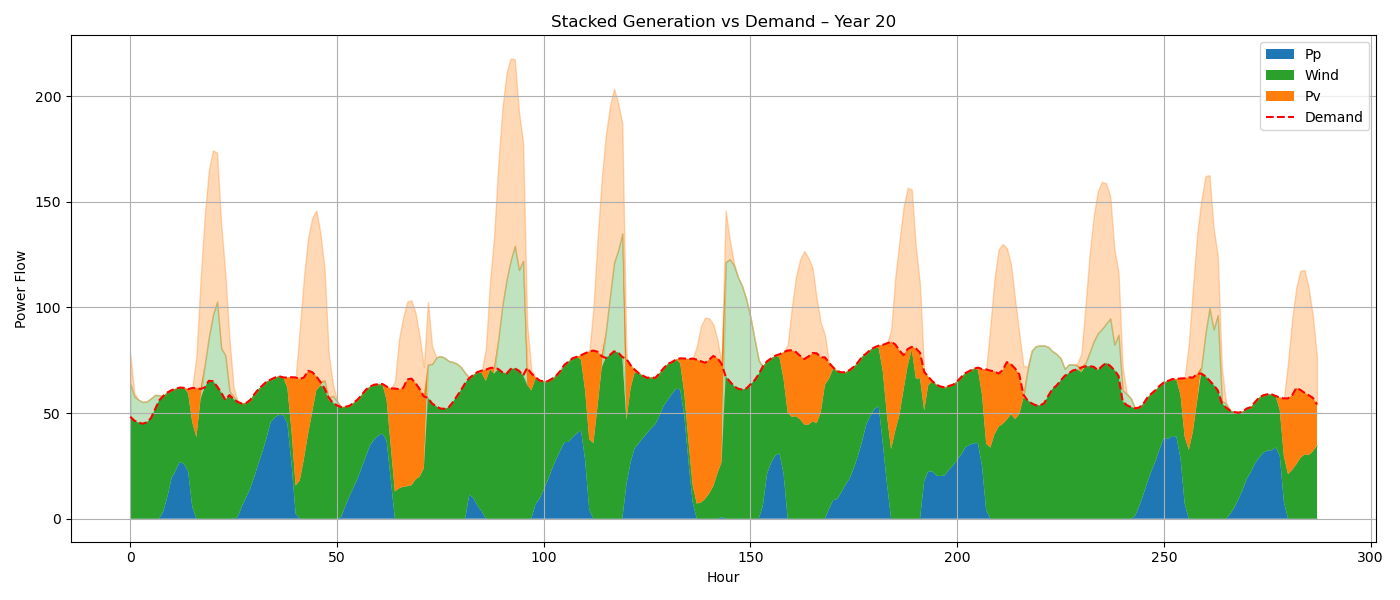 Stacked Generation vs Demand – Year 20
Power Flow
200
150
100
50
0
0 50 100 150 200 250 300
Hour
Pp
Wind
Pv
Demand